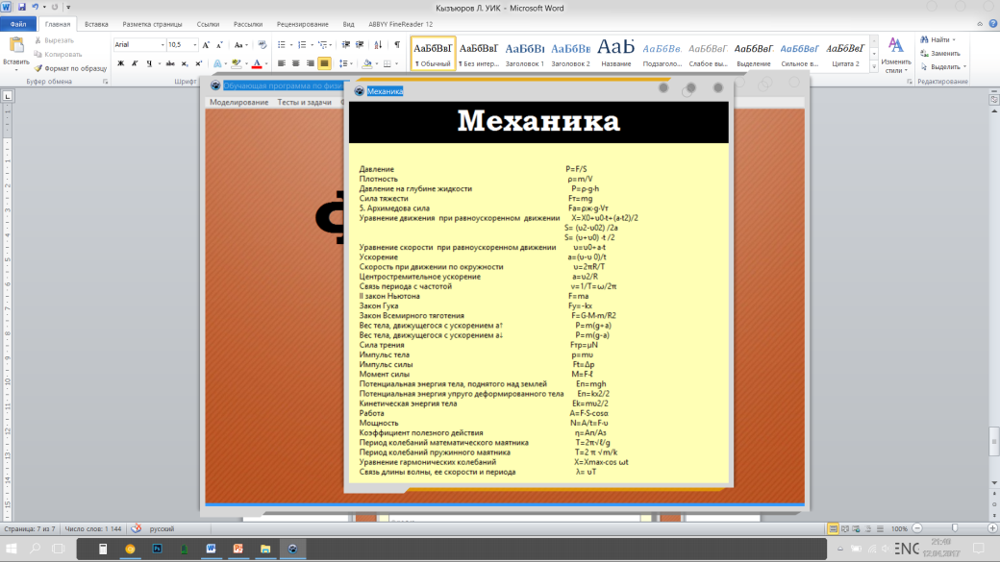 Кызъюров Л. УИК - Microsoft Word
Файл Главная Вставка Разметка страницы Ссылки Рассылки Рецензирование Вид ABBYY FineReader 12
Вставить
Вырезать
Копировать
Формат по образцу
Буфер обмена
Arial 10,5
Ж К Ч abc x₂ x²
Шрифт
АаБбВвГ АаБбВвГ АаБбВі АаБбВв АаБ АаБбВв. АаБбВвГ. АаБбВвГ. АаБбВвГ. АаБбВвГ
¶ Обычный ¶ Без интер... Заголовок 1 Заголовок 2 Название Подзаголо... Слабое вы... Выделение Сильное в... Цитата 2
Изменить стили
Найти
Заменить
Выделить
Редактирование
Обучающая программа по физи
Моделирование Тесты и задачи
Механика
Механика
Давление P=F/S
Плотность ρ=m/V
Давление на глубине жидкости P=ρ∙g∙h
Сила тяжести Fт=mg
5. Архимедова сила Fa=ρж∙g∙Vт
Уравнение движения при равноускоренном движении X=X0+υ0∙t+(a∙t2)/2
S= (υ2-υ02) /2а
S= (υ+υ0) ∙t /2
Уравнение скорости при равноускоренном движении υ=υ0+a∙t
Ускорение a=(υ-υ 0)/t
Скорость при движении по окружности υ=2πR/T
Центростремительное ускорение a=υ2/R
Связь периода с частотой ν=1/T=ω/2π
II закон Ньютона F=ma
Закон Гука Fy=-kx
Закон Всемирного тяготения F=G∙M∙m/R2
Вес тела, движущегося с ускорением а↑ P=m(g+a)
Вес тела, движущегося с ускорением а↓ P=m(g-a)
Сила трения Fтр=µN
Импульс тела p=mυ
Импульс силы Ft=∆p
Момент силы M=F∙ℓ
Потенциальная энергия тела, поднятого над землей Eп=mgh
Потенциальная энергия упруго деформированного тела Eп=kx2/2
Кинетическая энергия тела Ek=mυ2/2
Работа A=F∙S∙cosα
Мощность N=A/t=F∙υ
Коэффициент полезного действия η=Aп/Аз
Период колебаний математического маятника T=2π√ℓ/g
Период колебаний пружинного маятника T=2 π √m/k
Уравнение гармонических колебаний X=Xmax∙cos ωt
Связь длины волны, ее скорости и периода λ= υT
Страница: 7 из 7 Число слов: 1 144 русский 100%
ENG
21:40
12.04.2017